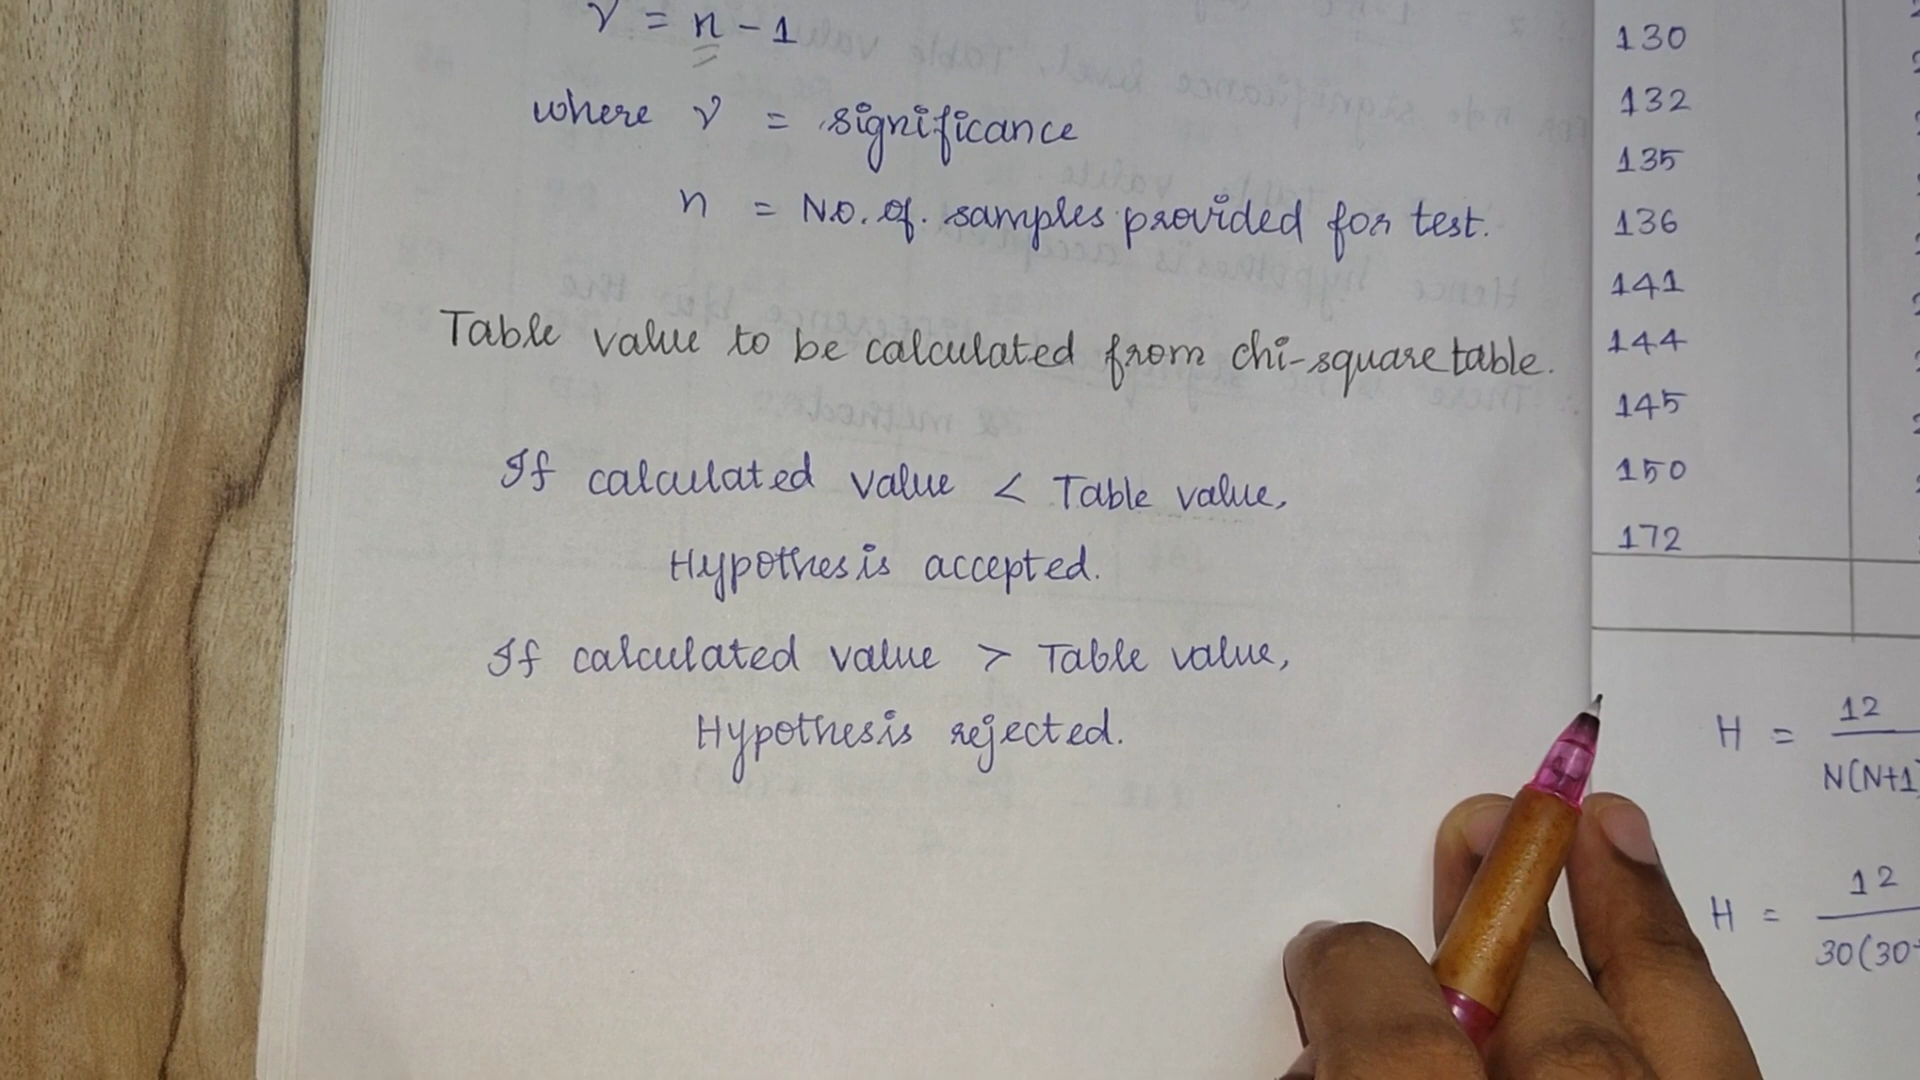 ν = n - 1
where ν = significance
n = No. of. samples provided for test.
Table value to be calculated from chi-square table.
If calculated value < Table value,
Hypothesis accepted.
If calculated value > Table value,
Hypothesis rejected.
130
132
135
136
141
144
145
150
172
H = 12
N(N+1)
H = 12
30(30